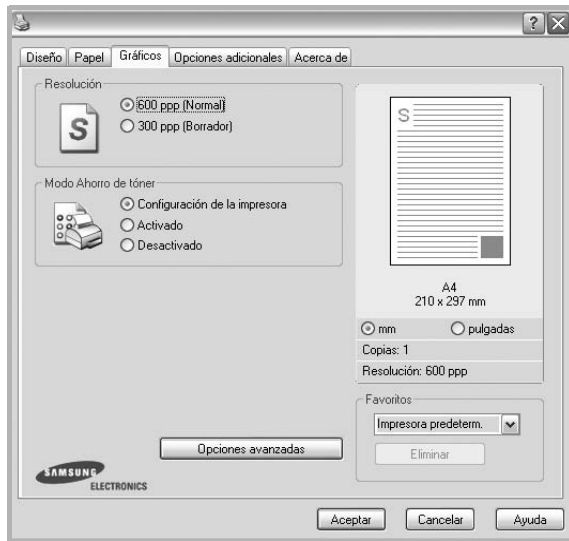 Diseño Papel Gráficos Opciones adicionales Acerca de
Resolución
600 ppp (Normal)
300 ppp (Borrador)
S
Modo Ahorro de tóner
Configuración de la impresora
Activado
Desactivado
S
A4
210 x 297 mm
mm pulgadas
Copias: 1
Resolución: 600 ppp
Favoritos
Impresora predeterm.
Eliminar
Opciones avanzadas
SAMSUNG
ELECTRONICS
Aceptar Cancelar Ayuda